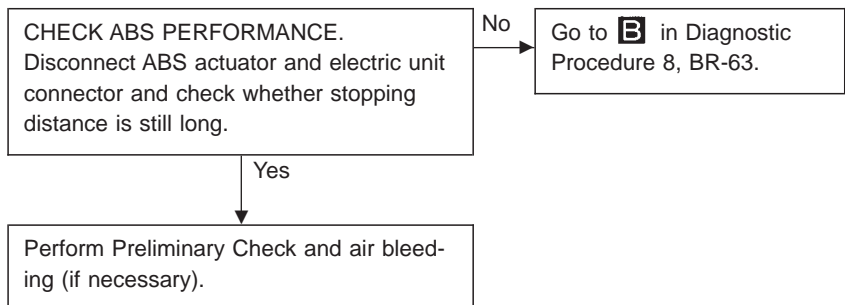 CHECK ABS PERFORMANCE.
Disconnect ABS actuator and electric unit
connector and check whether stopping
distance is still long.
No
Go to B in Diagnostic
Procedure 8, BR-63.
Yes
Perform Preliminary Check and air bleed-
ing (if necessary).